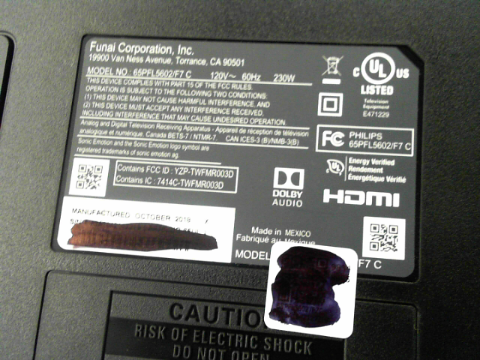 Funai Corporation, Inc.
19900 Van Ness Avenue, Torrance, CA 90501
MODEL NO. 65PFL5602/F7 C 120V~ 60Hz 230W
THIS DEVICE COMPLIES WITH PART 15 OF THE FCC RULES.
OPERATION IS SUBJECT TO THE FOLLOWING TWO CONDITIONS:
(1) THIS DEVICE MAY NOT CAUSE HARMFUL INTERFERENCE, AND
(2) THIS DEVICE MUST ACCEPT ANY INTERFERENCE RECEIVED,
INCLUDING INTERFERENCE THAT MAY CAUSE UNDESIRED OPERATION.
Analog and Digital Television Receiving Apparatus - Appareil de réception de télévision
analogique et numérique, Canada BETS-7 / NTMR-7. CAN ICES-3 (B)/NMB-3(B)
Sonic Emotion and the Sonic Emotion logo symbol are
registered trademarks of sonic emotion ag.
Contains FCC ID : YZP-TWFMR003D
Contains IC : 7414C-TWFMR003D
C UL US
LISTED
Television
Equipment
E471229
FC PHILIPS
65PFL5602/F7 C
Energy Verified
Rendement
Énergétique Vérifié
DOLBY
AUDIO
HDMI
MANUFACTURED OCTOBER 2018
Made in MEXICO
Fabriqué au Mexique
MODEL F7 C
CAUTIO
RISK OF ELECTRIC SHOCK
DO NOT OPEN